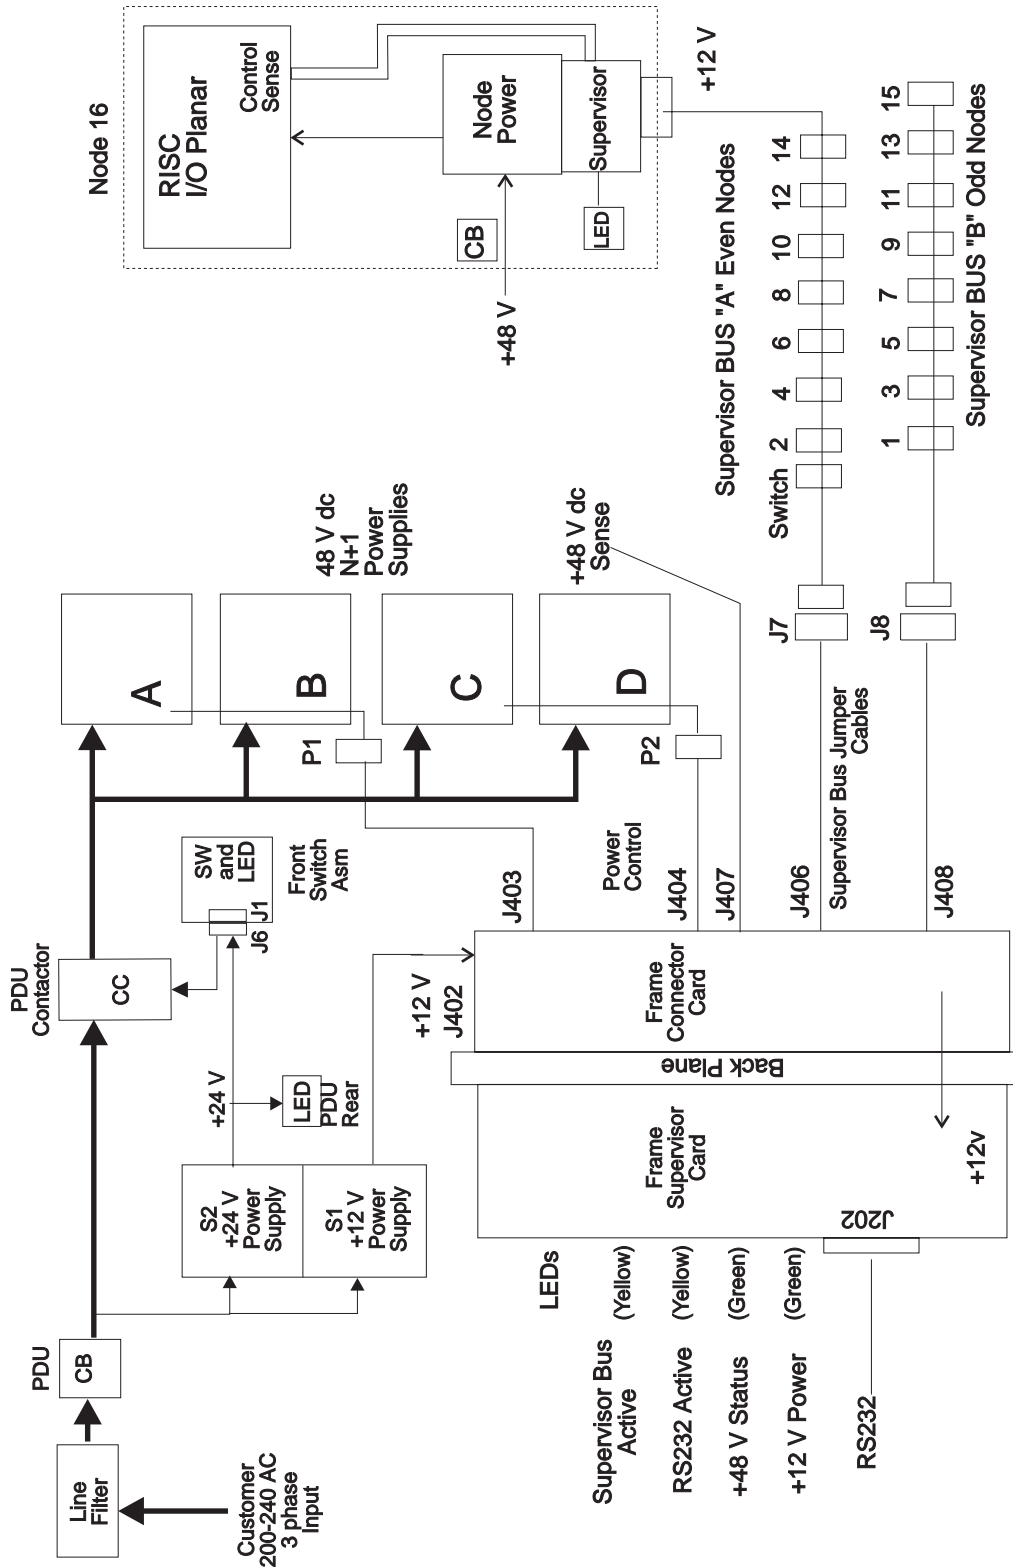 Customer
200-240 AC
3 phase
Input
Line
Filter
PDU
CB
PDU
Contactor
CC
S2
+24 V
Power
Supply
S1
+12 V
Power
Supply
+24 V
LED
PDU
Rear
SW
and
LED
J6
J1
Front
Switch
Asm
A
B
C
D
48 V dc
N+1
Power
Supplies
P1
P2
+48 V dc
Sense
Power
Control
+12 V
J402
J403
J404
J407
J406
J408
Supervisor Bus Jumper
Cables
Frame
Connector
Card
Back Plane
Frame
Supervisor
Card
+12v
J202
LEDs
Supervisor Bus
Active
(Yellow)
RS232 Active
(Yellow)
+48 V Status
(Green)
+12 V Power
(Green)
RS232
Node 16
RISC
I/O Planar
Control
Sense
Node
Power
Supervisor
CB
LED
+48 V
+12 V
Supervisor BUS "A" Even Nodes
J7
Switch
2
4
6
8
10
12
14
J8
1
3
5
7
9
11
13
15
Supervisor BUS "B" Odd Nodes